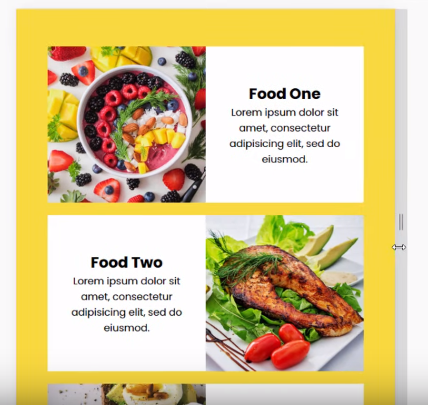 Food One
Lorem ipsum dolor sit
amet, consectetur
adipisicing elit, sed do
eiusmod.
Food Two
Lorem ipsum dolor sit
amet, consectetur
adipisicing elit, sed do
eiusmod.